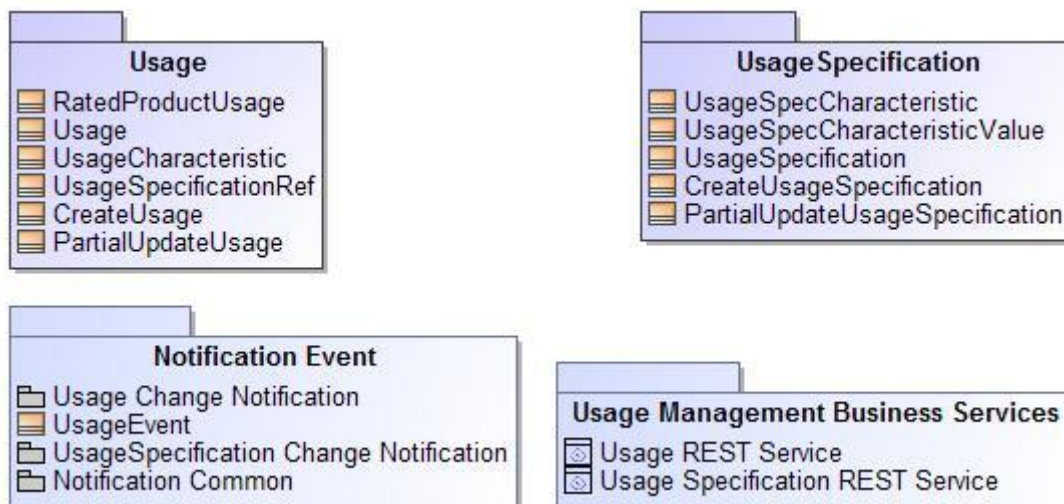 Usage
RatedProductUsage
Usage
UsageCharacteristic
UsageSpecificationRef
CreateUsage
PartialUpdateUsage
UsageSpecification
UsageSpecCharacteristic
UsageSpecCharacteristicValue
UsageSpecification
CreateUsageSpecification
PartialUpdateUsageSpecification
Notification Event
Usage Change Notification
UsageEvent
UsageSpecification Change Notification
Notification Common
Usage Management Business Services
Usage REST Service
Usage Specification REST Service